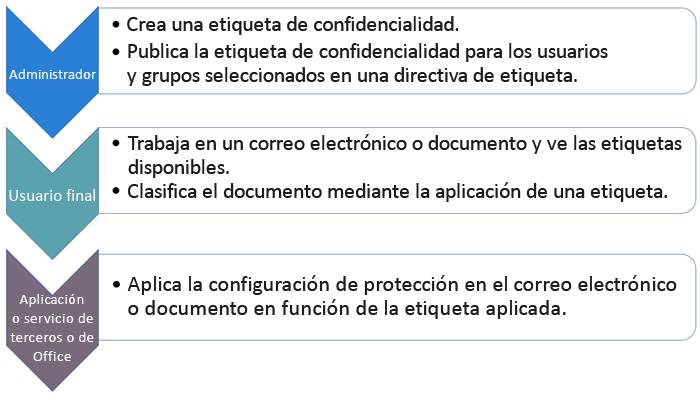 Administrador
• Crea una etiqueta de confidencialidad.
• Publica la etiqueta de confidencialidad para los usuarios
y grupos seleccionados en una directiva de etiqueta.
Usuario final
• Trabaja en un correo electrónico o documento y ve las etiquetas
disponibles.
• Clasifica el documento mediante la aplicación de una etiqueta.
Aplicación
o servicio de
terceros o de
Office
• Aplica la configuración de protección en el correo electrónico
o documento en función de la etiqueta aplicada.